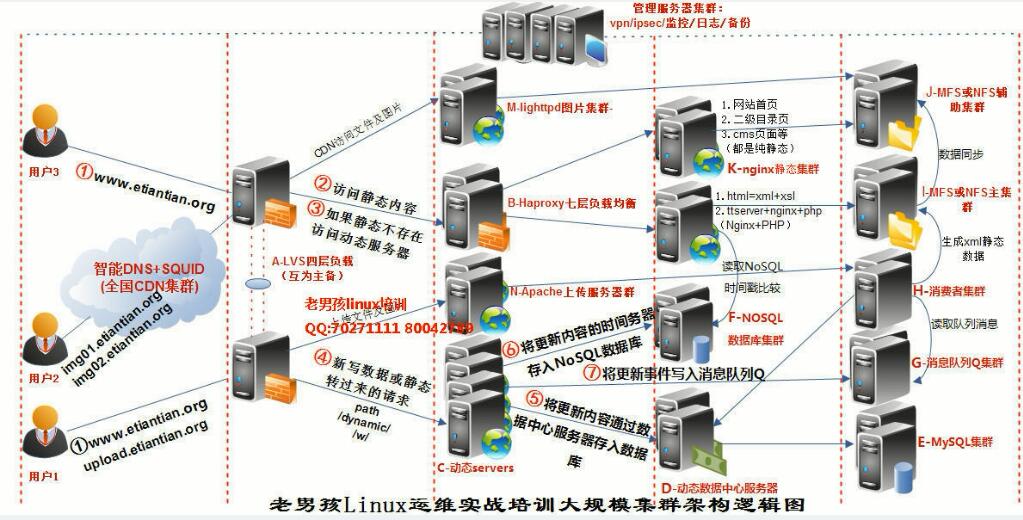 管理服务器集群：
vpn/ipsec/监控/日志/备份
用户3
①www.etiantian.org
智能DNS+SQUID
(全国CDN集群)
img01.etiantian.org
img02.etiantian.org
用户2
①www.etiantian.org
upload.etiantian.org
用户1
CDN访问文件及图片
②访问静态内容
③如果静态不存在
访问动态服务器
A-LVS四层负载
（互为主备）
老男孩linux培训
QQ:70271111 80042789
④新写数据或静态
转过来的请求
path
/dynamic/
/w/
M-lighttpd图片集群-
B-Haproxy七层负载均衡
N-Apache上传服务器群
⑥将更新内容的时间务器
存入NoSQL数据库
⑦将更新事件写入消息队列Q
⑤将更新内容通过数
据中心服务器存入数据
库
C-动态servers
1.网站首页
2.二级目录页
3.cms页面等
（都是纯静态）
K-nginx静态集群
1.html=xml+xsl
2.ttserver+nginx+php
（Nginx+PHP）
读取NoSQL
时间戳比较
F-NOSQL
数据库集群
D-动态数据中心服务器
J-MFS或NFS辅
助集群
数据同步
I-MFS或NFS主集
群
生成xml静态
数据
H-消费者集群
读取队列消息
G-消息队列Q集群
E-MySQL集群
老男孩Linux运维实战培训大规模集群架构逻辑图